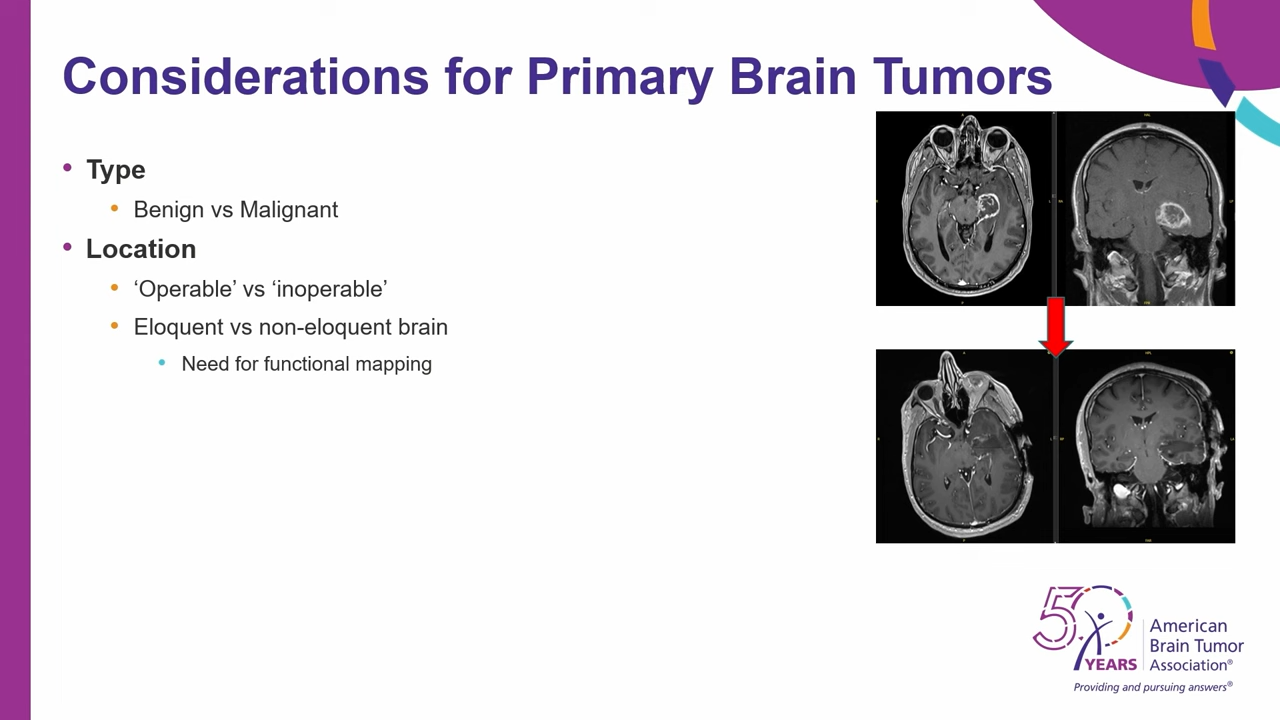 Considerations for Primary Brain Tumors
Type
Benign vs Malignant
Location
‘Operable’ vs ‘inoperable’
Eloquent vs non-eloquent brain
Need for functional mapping
50
YEARS
American
Brain Tumor
Association®
Providing and pursuing answers®